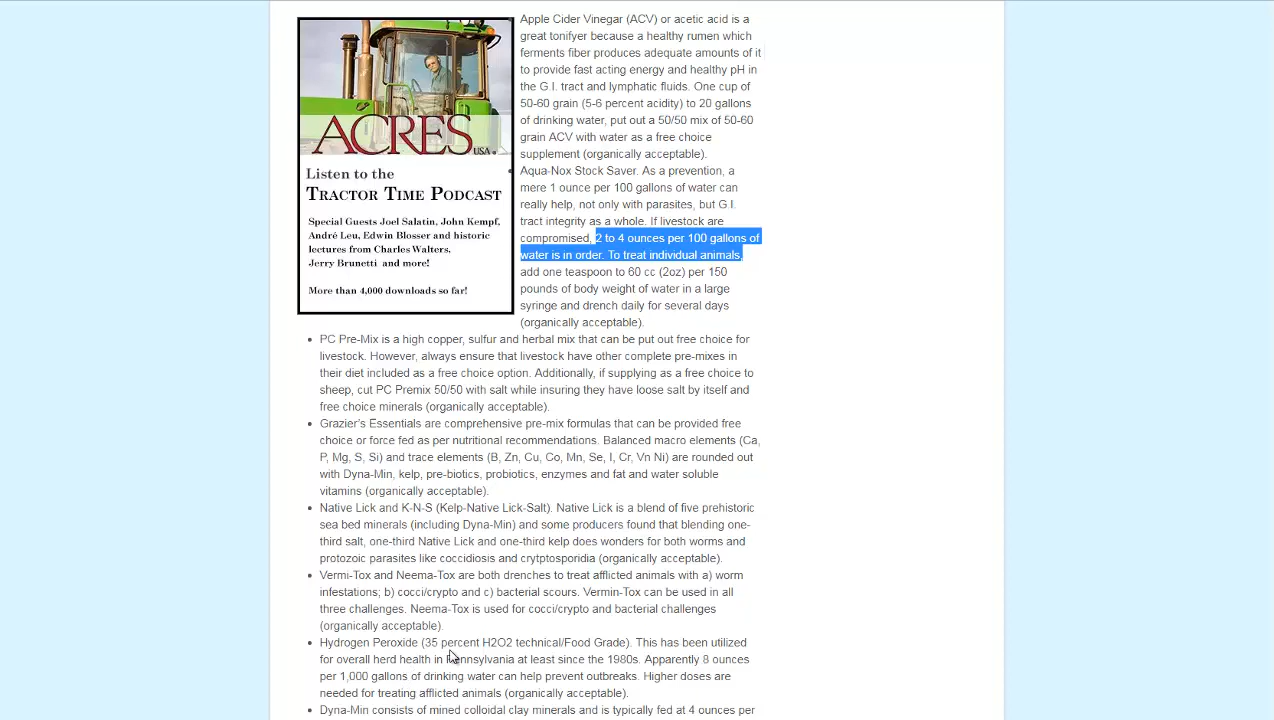 ACRES
USA
Listen to the
TRACTOR TIME PODCAST
Special Guests Joel Salatin, John Kempf,
André Leu, Edwin Blosser and historic
lectures from Charles Walters,
Jerry Brunetti and more!
More than 4,000 downloads so far!
Apple Cider Vinegar (ACV) or acetic acid is a
great tonifyer because a healthy rumen which
ferments fiber produces adequate amounts of it
to provide fast acting energy and healthy pH in
the G.I. tract and lymphatic fluids. One cup of
50-60 grain (5-6 percent acidity) to 20 gallons
of drinking water, put out a 50/50 mix of 50-60
grain ACV with water as a free choice
supplement (organically acceptable).
Aqua-Nox Stock Saver. As a prevention, a
mere 1 ounce per 100 gallons of water can
really help, not only with parasites, but G.I.
tract integrity as a whole. If livestock are
compromised, 2 to 4 ounces per 100 gallons of
water is in order. To treat individual animals,
add one teaspoon to 60 cc (2oz) per 150
pounds of body weight of water in a large
syringe and drench daily for several days
(organically acceptable).
PC Pre-Mix is a high copper, sulfur and herbal mix that can be put out free choice for
livestock. However, always ensure that livestock have other complete pre-mixes in
their diet included as a free choice option. Additionally, if supplying as a free choice to
sheep, cut PC Premix 50/50 with salt while insuring they have loose salt by itself and
free choice minerals (organically acceptable).
Grazier's Essentials are comprehensive pre-mix formulas that can be provided free
choice or force fed as per nutritional recommendations. Balanced macro elements (Ca,
P, Mg, S, Si) and trace elements (B, Zn, Cu, Co, Mn, Se, I, Cr, Vn Ni) are rounded out
with Dyna-Min, kelp, pre-biotics, probiotics, enzymes and fat and water soluble
vitamins (organically acceptable).
Native Lick and K-N-S (Kelp-Native Lick-Salt). Native Lick is a blend of five prehistoric
sea bed minerals (including Dyna-Min) and some producers found that blending one-
third salt, one-third Native Lick and one-third kelp does wonders for both worms and
protozoic parasites like coccidiosis and crytptosporidia (organically acceptable).
Vermi-Tox and Neema-Tox are both drenches to treat afflicted animals with a) worm
infestations; b) cocci/crypto and c) bacterial scours. Vermin-Tox can be used in all
three challenges. Neema-Tox is used for cocci/crypto and bacterial challenges
(organically acceptable).
Hydrogen Peroxide (35 percent H2O2 technical/Food Grade). This has been utilized
for overall herd health in Pennsylvania at least since the 1980s. Apparently 8 ounces
per 1,000 gallons of drinking water can help prevent outbreaks. Higher doses are
needed for treating afflicted animals (organically acceptable).
Dyna-Min consists of mined colloidal clay minerals and is typically fed at 4 ounces per